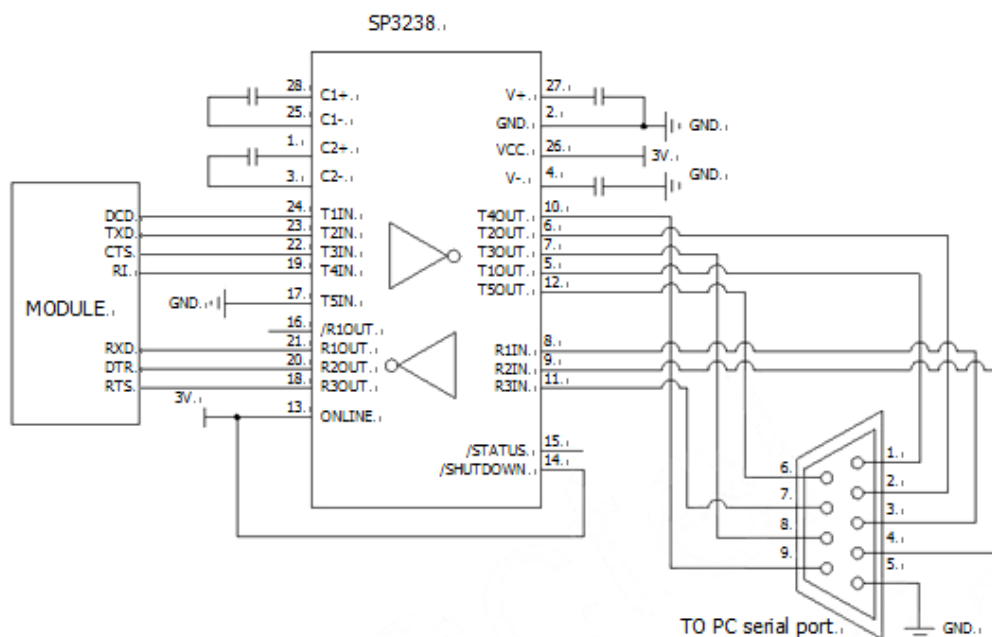 SP3238.
28. C1+.
25. C1-.
1. C2+.
3. C2-.
24. T1IN.
23. T2IN.
22. T3IN.
19. T4IN.
17. T5IN.
16. /R1OUT.
21. R1OUT.
20. R2OUT.
18. R3OUT.
13. ONLINE.
V+. 27.
GND. 2.
VCC. 26.
V-. 4.
T4OUT. 10.
T2OUT. 6.
T3OUT. 7.
T1OUT. 5.
T5OUT. 12.
R1IN. 8.
R2IN. 9.
R3IN. 11.
/STATUS. 15.
/SHUTDOWN. 14.
GND.
3V.
GND.
DCD.
TXD.
CTS.
RI.
MODULE.
RXD.
DTR.
RTS.
GND.
3V.
6.
7.
8.
9.
1.
2.
3.
4.
5.
TO PC serial port.
GND.